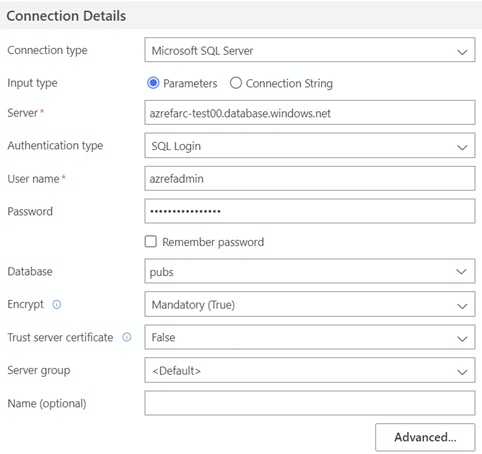 Connection Details
Connection type Microsoft SQL Server
Input type Parameters Connection String
Server* azrefarc-test00.database.windows.net
Authentication type SQL Login
User name* azrefadmin
Password ••••••••••••••••
Remember password
Database pubs
Encrypt Mandatory (True)
Trust server certificate False
Server group <Default>
Name (optional)
Advanced...